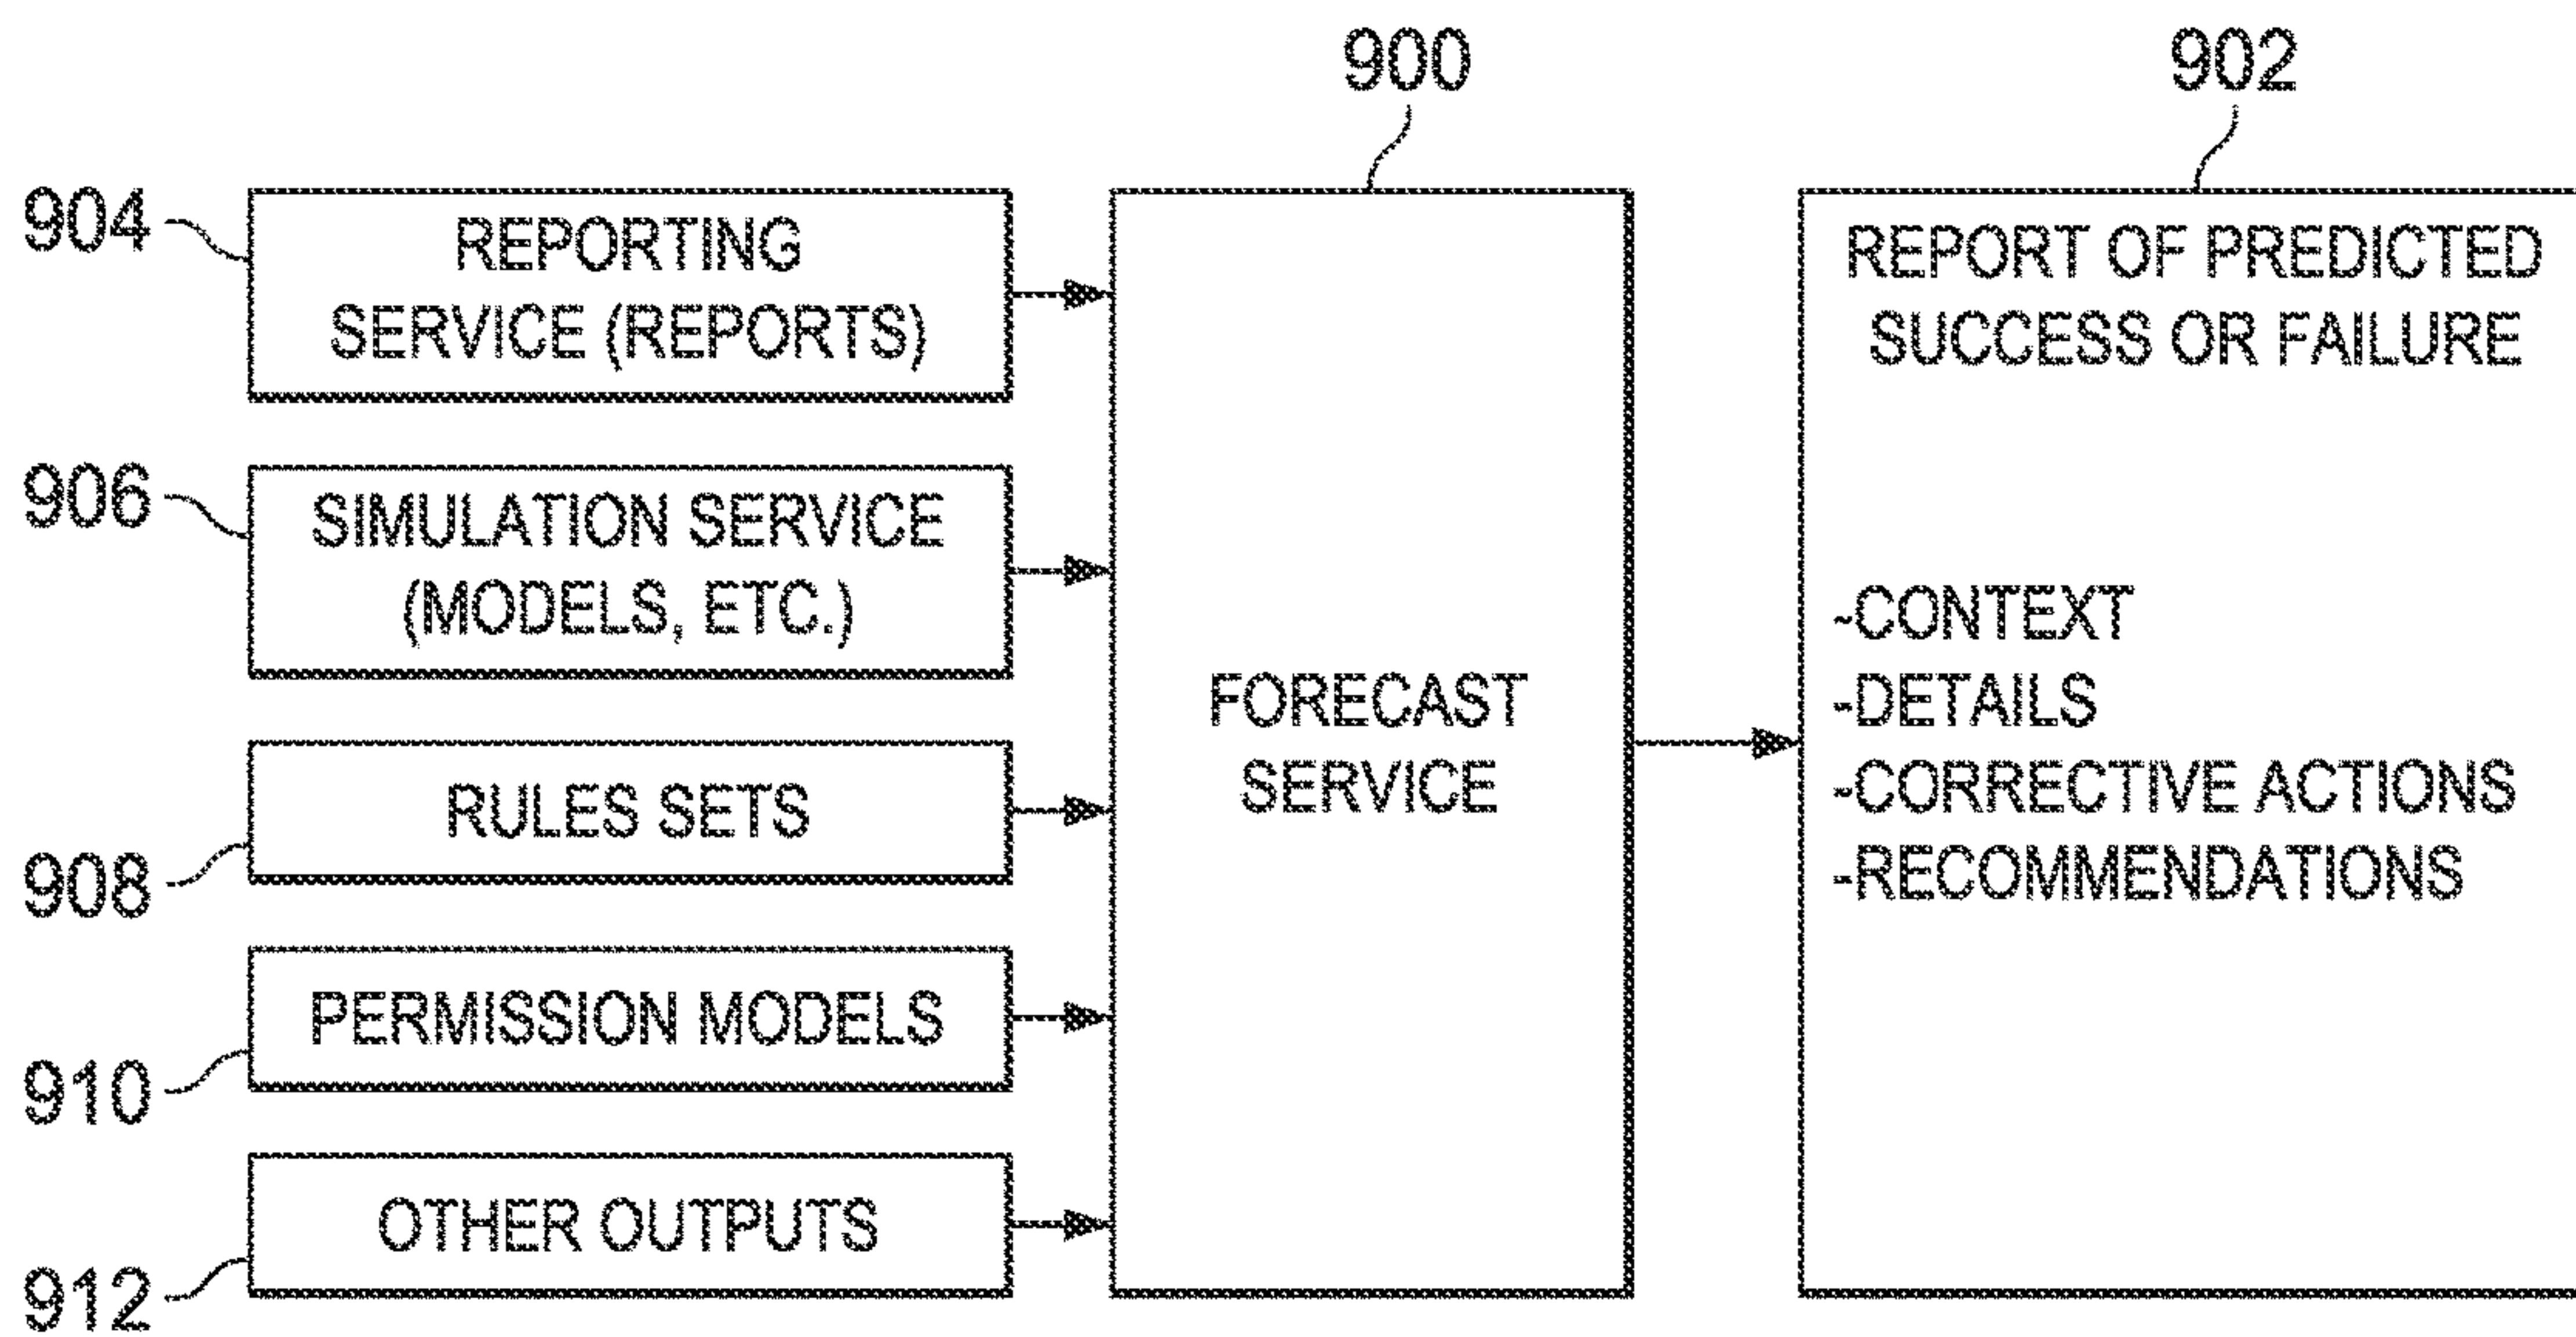 900
902
904
REPORTING
SERVICE (REPORTS)
906
SIMULATION SERVICE
(MODELS, ETC.)
908
RULES SETS
910
PERMISSION MODELS
912
OTHER OUTPUTS
FORECAST
SERVICE
REPORT OF PREDICTED
SUCCESS OR FAILURE
-CONTEXT
-DETAILS
-CORRECTIVE ACTIONS
-RECOMMENDATIONS